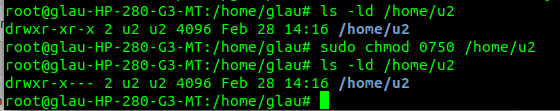 root@glau-HP-280-G3-MT:/home/glau# ls -ld /home/u2
drwxr-xr-x 2 u2 u2 4096 Feb 28 14:16 /home/u2
root@glau-HP-280-G3-MT:/home/glau# sudo chmod 0750 /home/u2
root@glau-HP-280-G3-MT:/home/glau# ls -ld /home/u2
drwxr-x--- 2 u2 u2 4096 Feb 28 14:16 /home/u2
root@glau-HP-280-G3-MT:/home/glau#